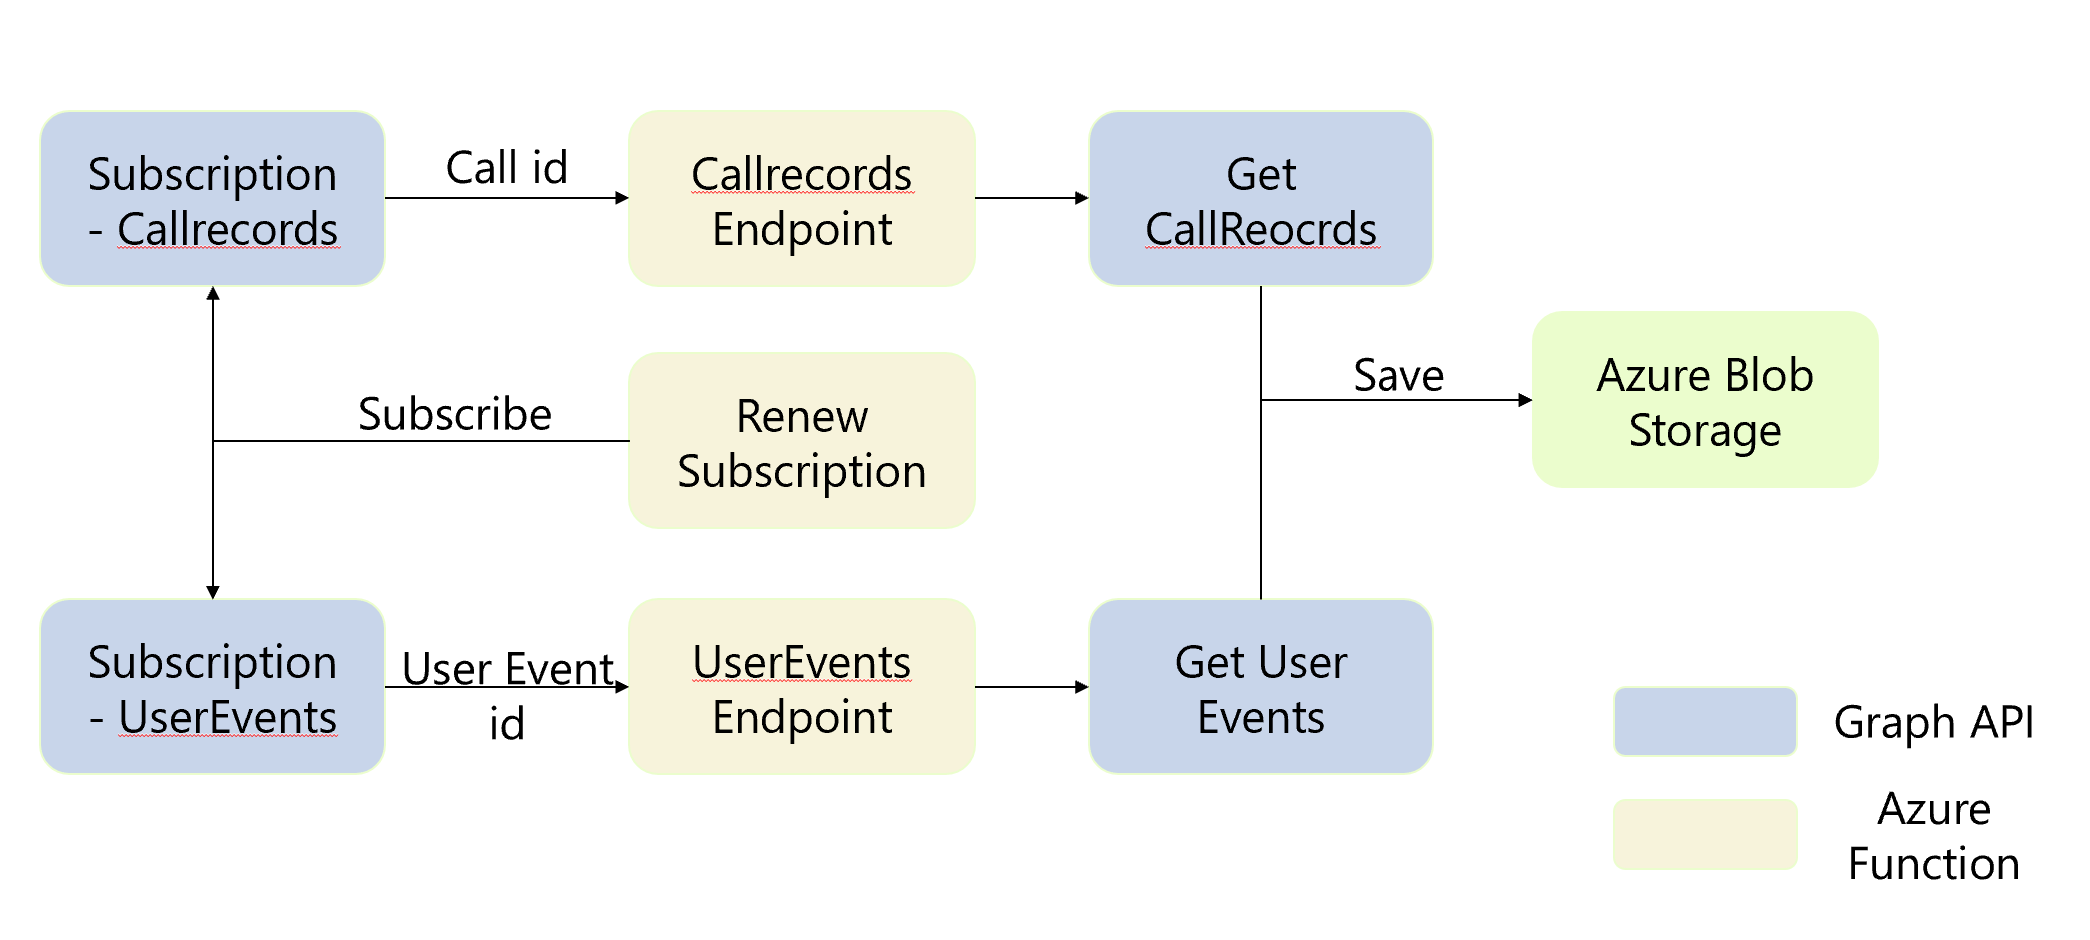 Subscription
- Callrecords
Call id
Callrecords
Endpoint
Get
CallReocrds
Subscribe
Renew
Subscription
Save
Azure Blob
Storage
Subscription
- UserEvents
User Event
id
UserEvents
Endpoint
Get User
Events
Graph API
Azure
Function